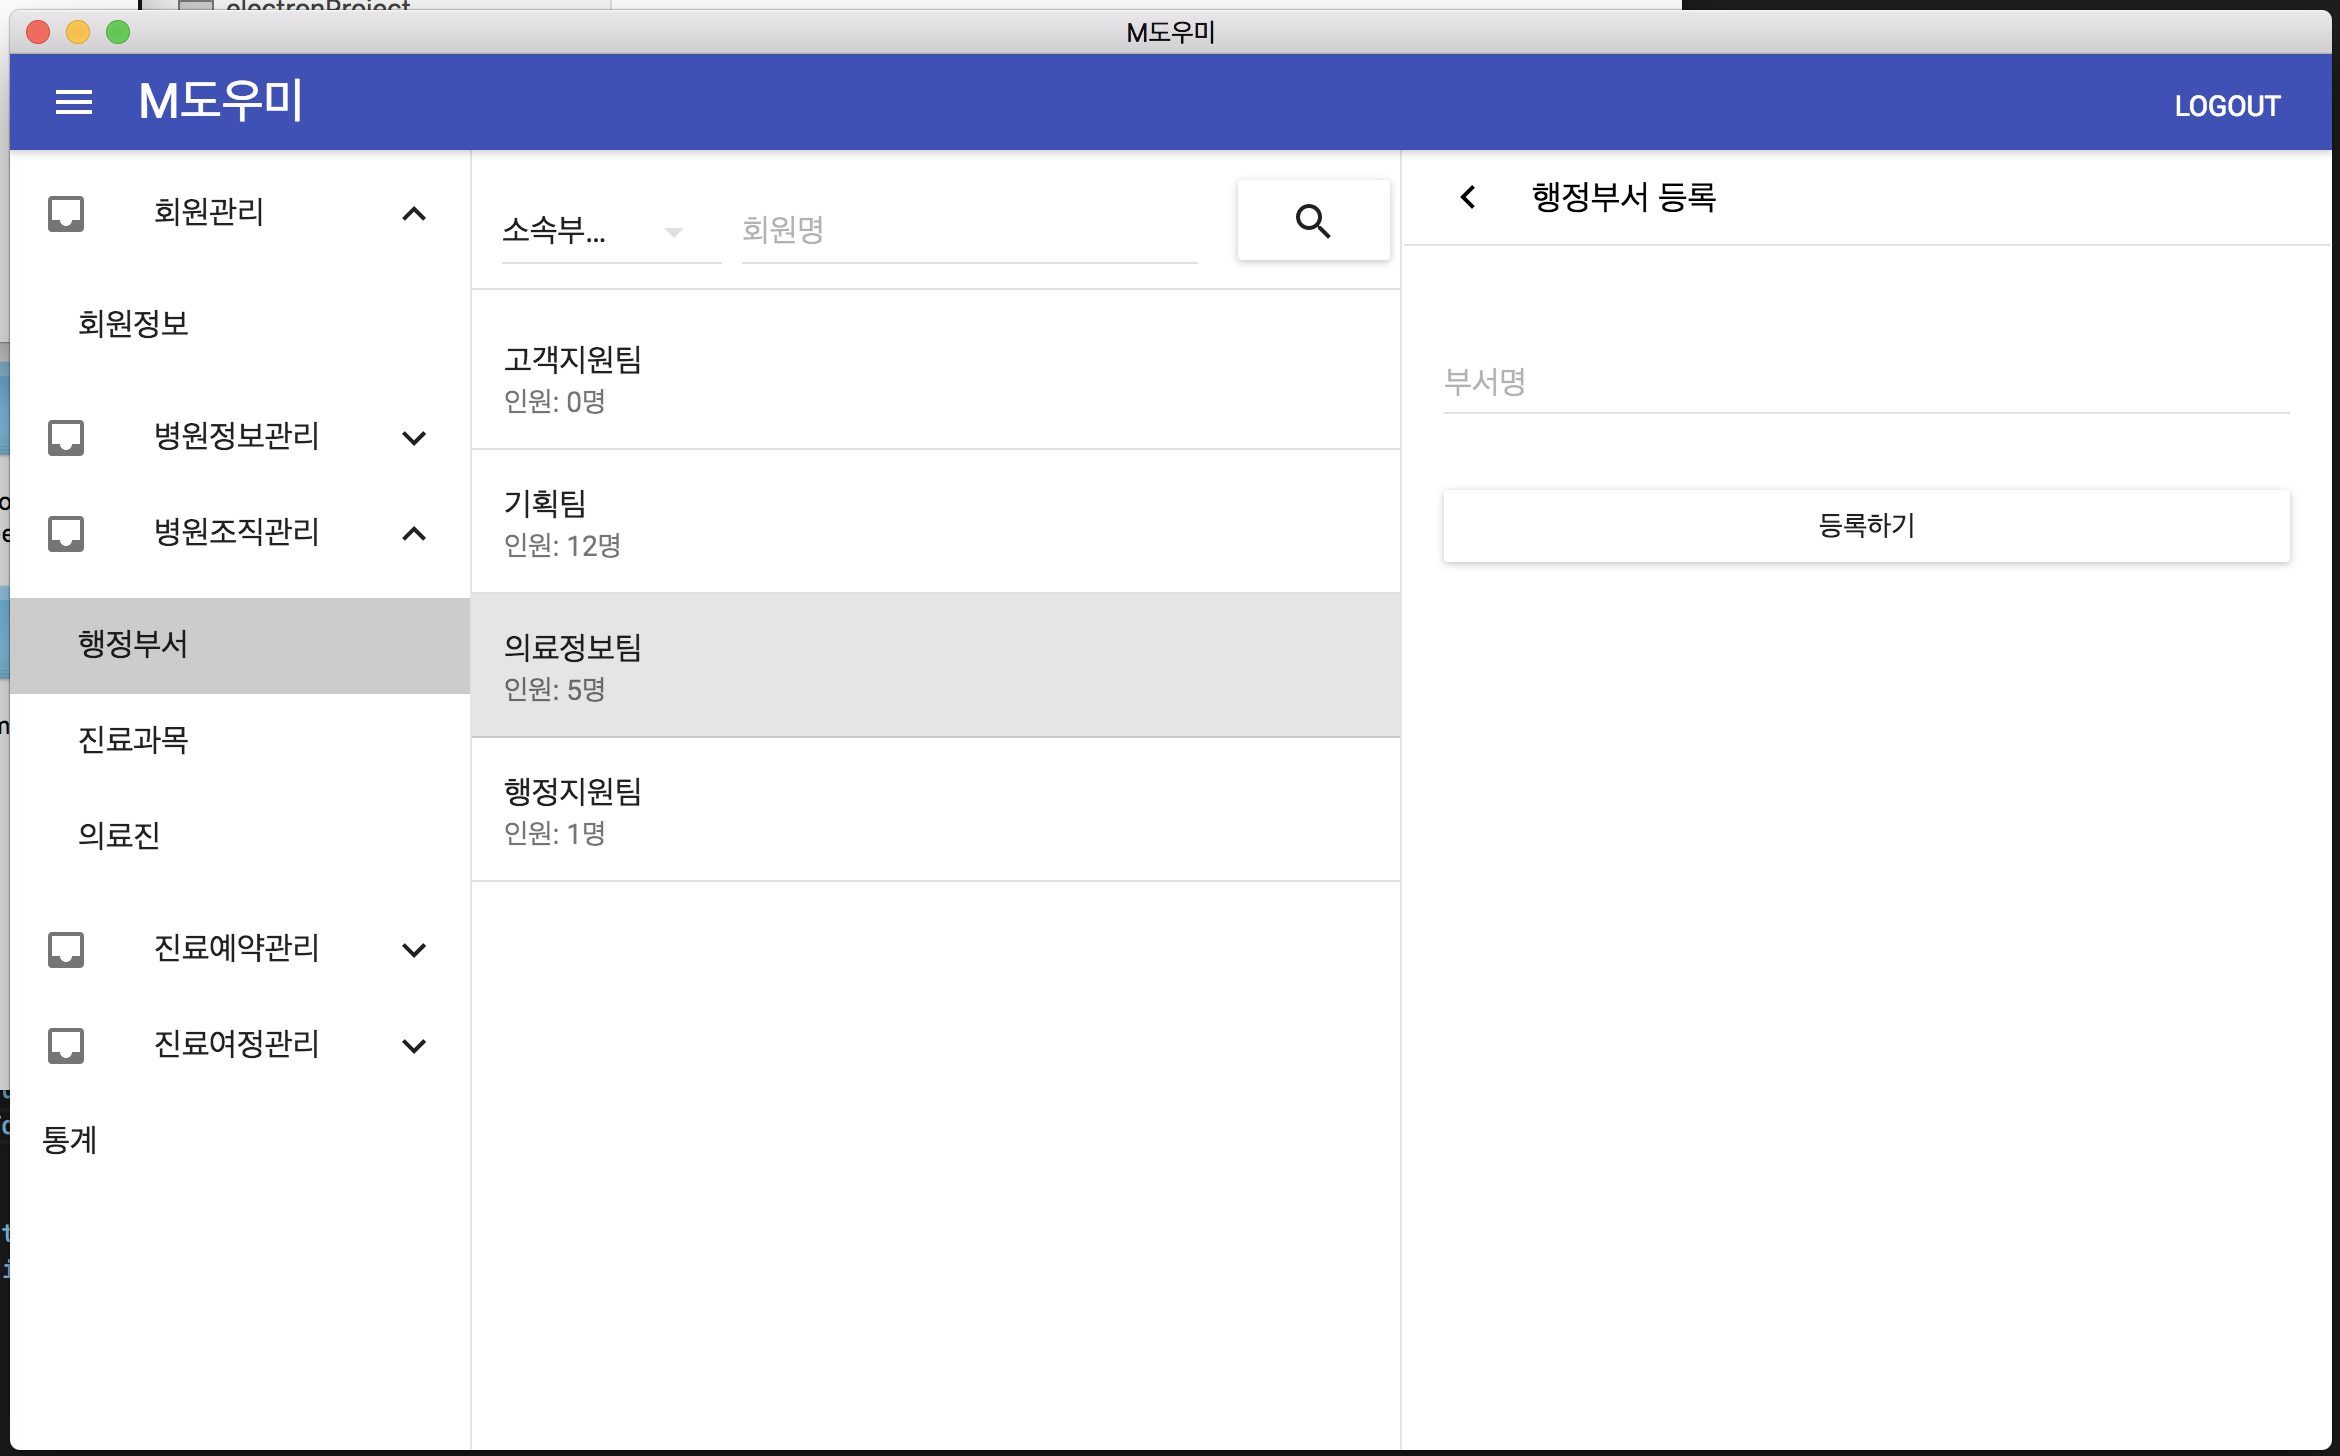 electronProject
M도우미
M도우미
LOGOUT
회원관리
회원정보
병원정보관리
병원조직관리
행정부서
진료과목
의료진
진료예약관리
진료여정관리
통계
소속부...
회원명
고객지원팀
인원: 0명
기획팀
인원: 12명
의료정보팀
인원: 5명
행정지원팀
인원: 1명
행정부서 등록
부서명
등록하기